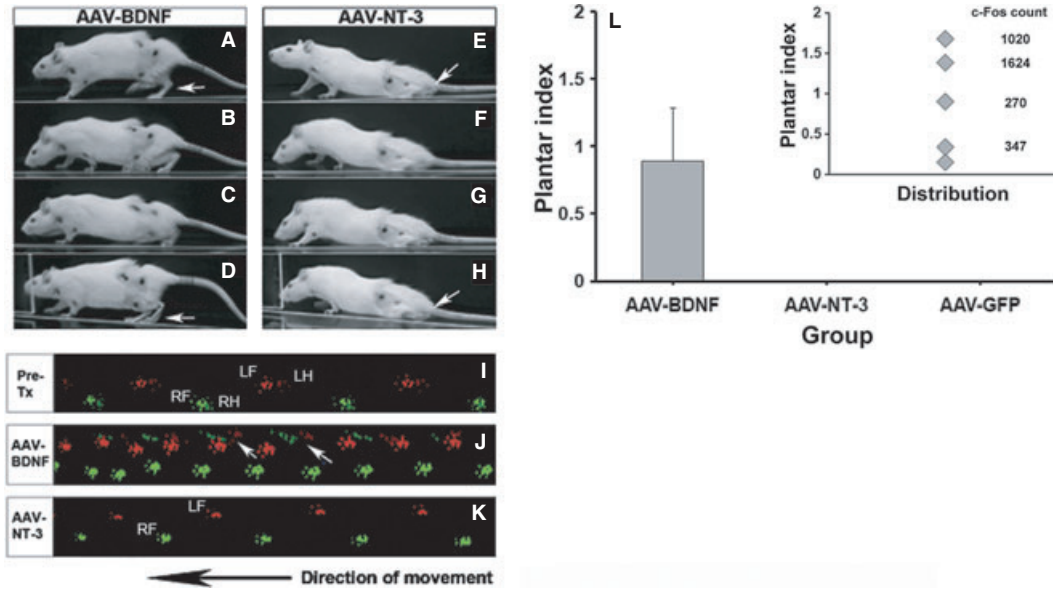 AAV-BDNF
A
B
C
D
AAV-NT-3
E
F
G
H
Pre-
Tx
I
LF
LH
RF
RH
AAV-
BDNF
J
AAV-
NT-3
K
LF
RF
Direction of movement
L
Plantar index
2
1.5
1
0.5
0
AAV-BDNF
AAV-NT-3
AAV-GFP
Group
Plantar index
2
1.5
1
0.5
0
c-Fos count
1020
1624
270
347
Distribution